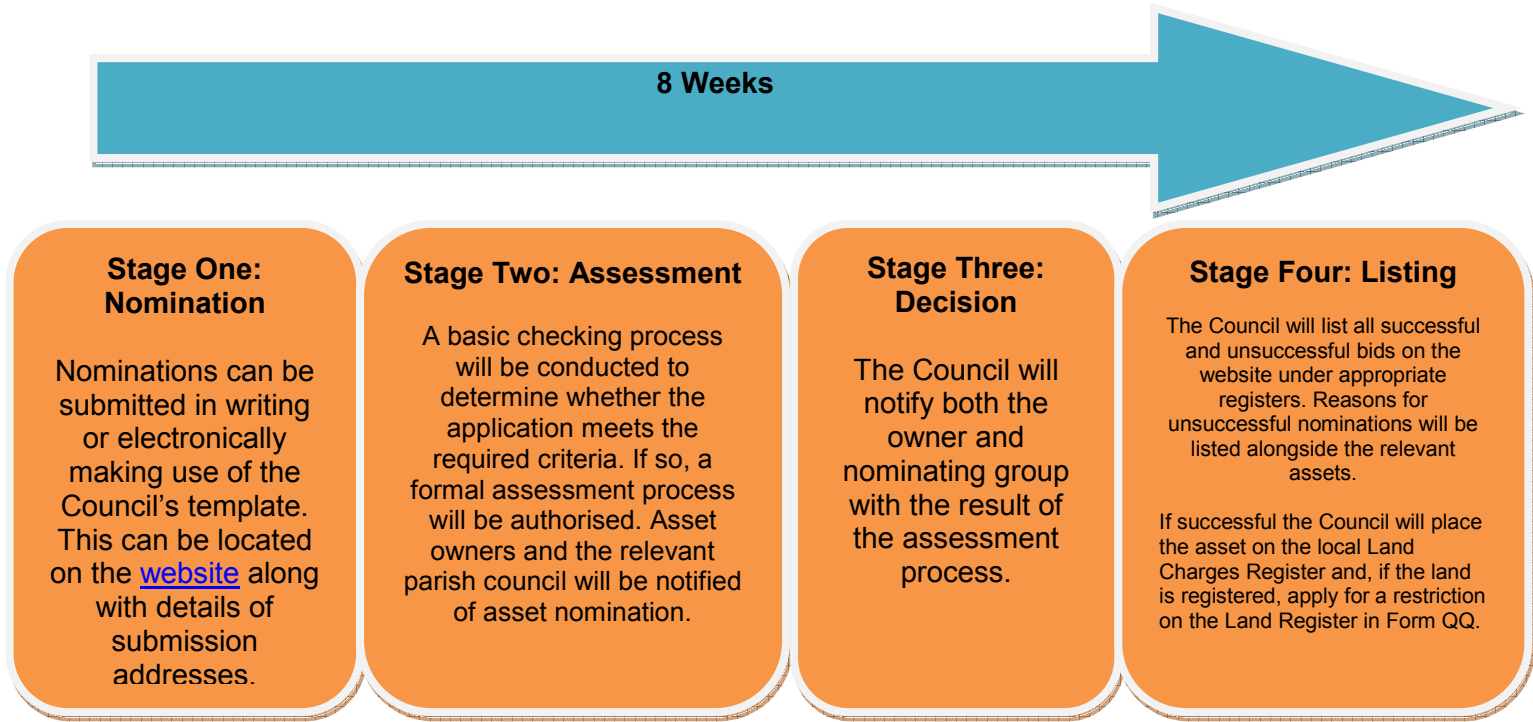 8 Weeks
Stage One:
Nomination
Nominations can be
submitted in writing
or electronically
making use of the
Council’s template.
This can be located
on the website along
with details of
submission
addresses.
Stage Two: Assessment
A basic checking process
will be conducted to
determine whether the
application meets the
required criteria. If so, a
formal assessment process
will be authorised. Asset
owners and the relevant
parish council will be notified
of asset nomination.
Stage Three:
Decision
The Council will
notify both the
owner and
nominating group
with the result of
the assessment
process.
Stage Four: Listing
The Council will list all successful
and unsuccessful bids on the
website under appropriate
registers. Reasons for
unsuccessful nominations will be
listed alongside the relevant
assets.
If successful the Council will place
the asset on the local Land
Charges Register and, if the land
is registered, apply for a restriction
on the Land Register in Form QQ.